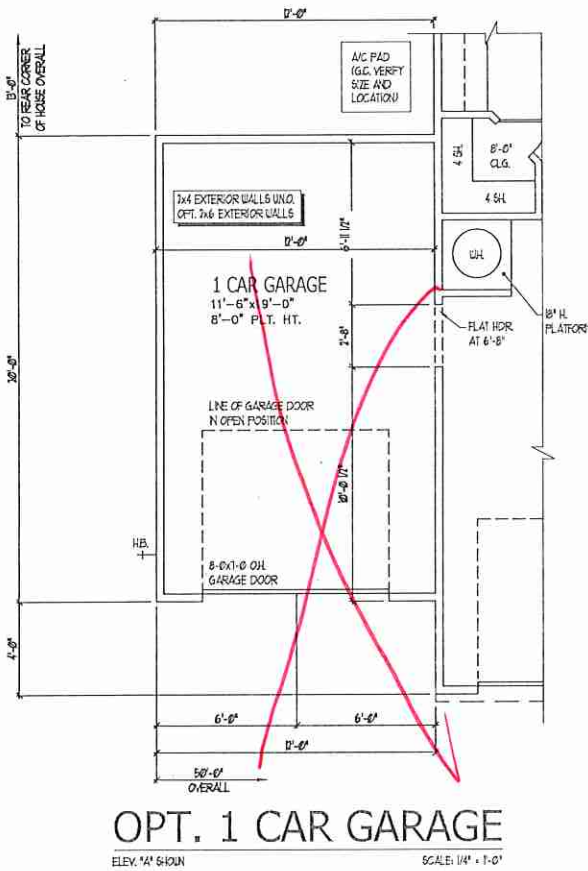 12'-0"
13'-0"
TO REAR CORNER
OF HOUSE OVERALL
A/C PAD
(G.C. VERIFY
SIZE AND
LOCATION)
4 SH.
8'-0"
CLG.
4 SH.
2x4 EXTERIOR WALLS U.N.O.
OPT. 2x6 EXTERIOR WALLS
12'-0"
6'-11 1/2"
W.H.
1 CAR GARAGE
11'-6"x19'-0"
8'-0" PLT. HT.
18" H.
PLATFOR
FLAT HDR.
AT 6'-8"
2'-8"
20'-0"
LINE OF GARAGE DOOR
IN OPEN POSITION
10'-0 1/2"
H.B.
8-0x7-0 O.H.
GARAGE DOOR
4'-0"
6'-0"
6'-0"
12'-0"
50'-0"
OVERALL
OPT. 1 CAR GARAGE
ELEV. "A" SHOWN
SCALE: 1/4" = 1'-0"